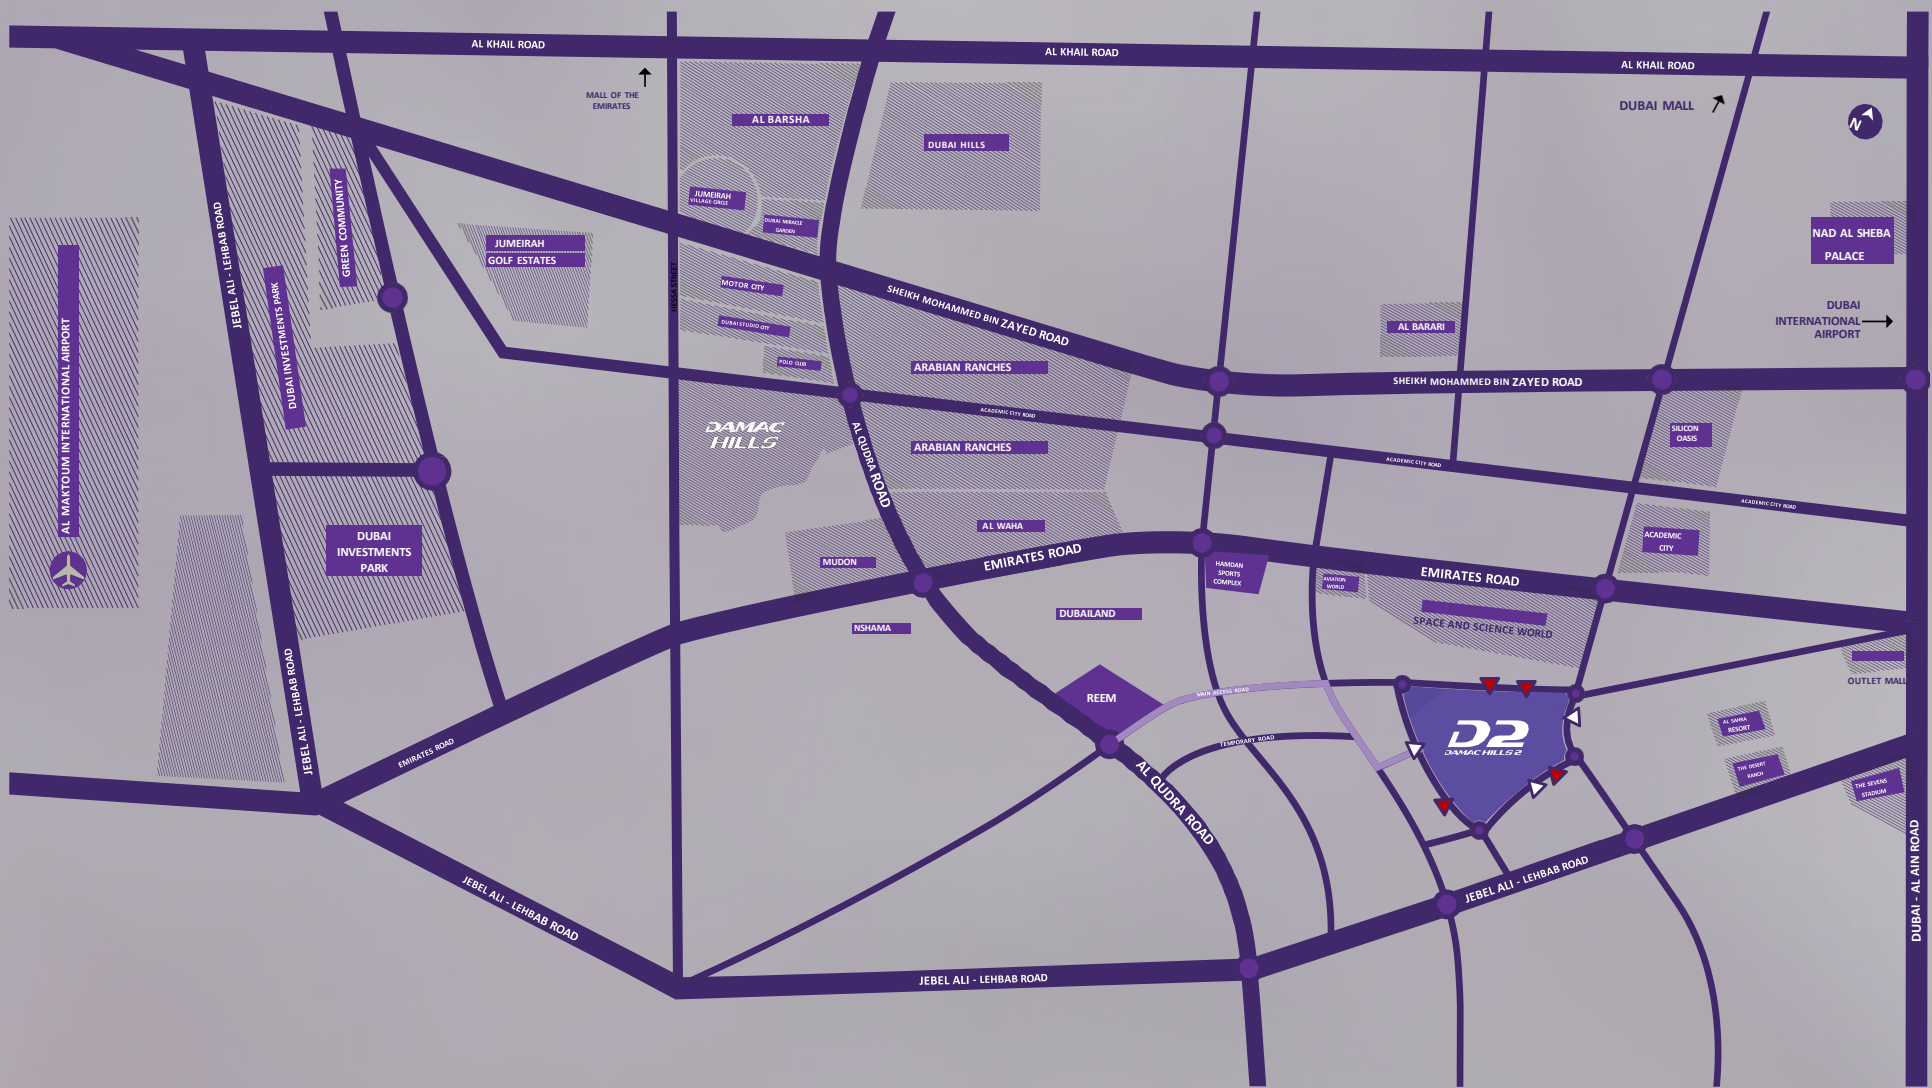 AL KHAIL ROAD
AL KHAIL ROAD
AL KHAIL ROAD
MALL OF THE
EMIRATES
DUBAI MALL
N
AL BARSHA
DUBAI HILLS
JUMEIRAH
VILLAGE CIRCLE
DUBAI MIRACLE
GARDEN
GREEN COMMUNITY
JEBEL ALI - LEHBAB ROAD
JUMEIRAH
GOLF ESTATES
NAD AL SHEBA
PALACE
DUBAI
INTERNATIONAL
AIRPORT
AL MAKTOUM INTERNATIONAL AIRPORT
DUBAI INVESTMENTS PARK
MOTOR CITY
DUBAI STUDIO CITY
POLO CLUB
SHEIKH MOHAMMED BIN ZAYED ROAD
AL BARARI
ARABIAN RANCHES
SHEIKH MOHAMMED BIN ZAYED ROAD
ACADEMIC CITY ROAD
DAMAC
HILLS
AL QUDRA ROAD
ARABIAN RANCHES
SILICON
OASIS
ACADEMIC CITY ROAD
ACADEMIC CITY ROAD
DUBAI
INVESTMENTS
PARK
AL WAHA
ACADEMIC
CITY
MUDON
EMIRATES ROAD
HAMDAN
SPORTS
COMPLEX
AVIATION
WORLD
EMIRATES ROAD
SPACE AND SCIENCE WORLD
DUBAILAND
NSHAMA
REEM
MAIN ACCESS ROAD
OUTLET MALL
TEMPORARY ROAD
D2
DAMAC HILLS 2
AL SAHRA
RESORT
THE DESERT
RANCH
THE SEVENS
STADIUM
JEBEL ALI - LEHBAB ROAD
EMIRATES ROAD
AL QUDRA ROAD
JEBEL ALI - LEHBAB ROAD
JEBEL ALI - LEHBAB ROAD
JEBEL ALI - LEHBAB ROAD
DUBAI - AL AIN ROAD